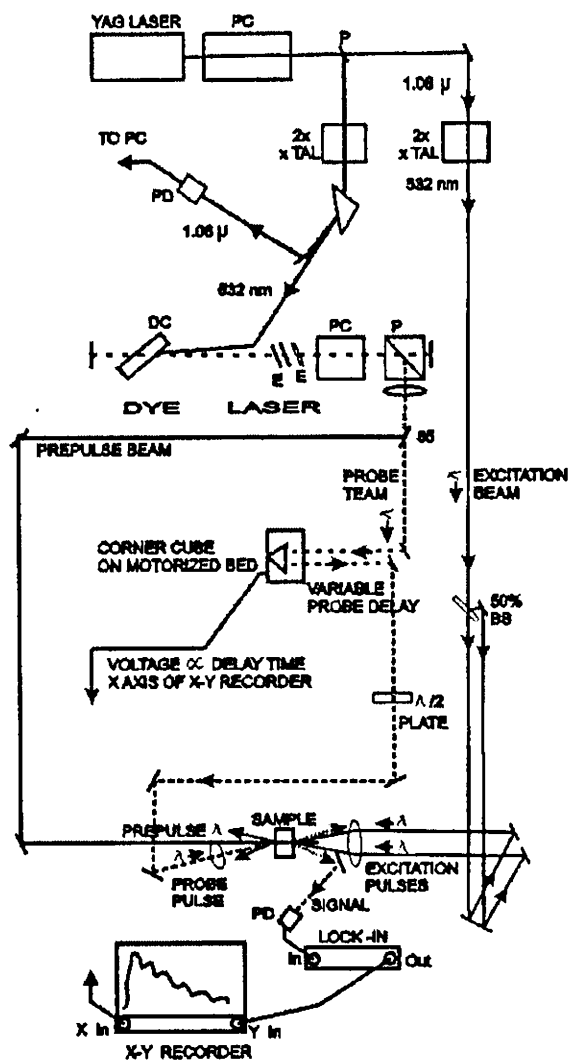 YAG LASER
PC
P
1.06 μ
2x
x TAL
2x
x TAL
532 nm
TO PC
PD
1.06 μ
532 nm
DC
PC
P
E
E
DYE LASER
BS
PREPULSE BEAM
PROBE
TEAM
λ
λ EXCITATION
BEAM
CORNER CUBE
ON MOTORIZED BED
VARIABLE
PROBE DELAY
50%
BS
VOLTAGE ∝ DELAY TIME
X AXIS OF X-Y RECORDER
λ/2
PLATE
SAMPLE
λ
PREPULSE λ
λ
λ
PROBE
PULSE
EXCITATION
PULSES
SIGNAL
PD
LOCK-IN
In
Out
X In
Y In
X-Y RECORDER